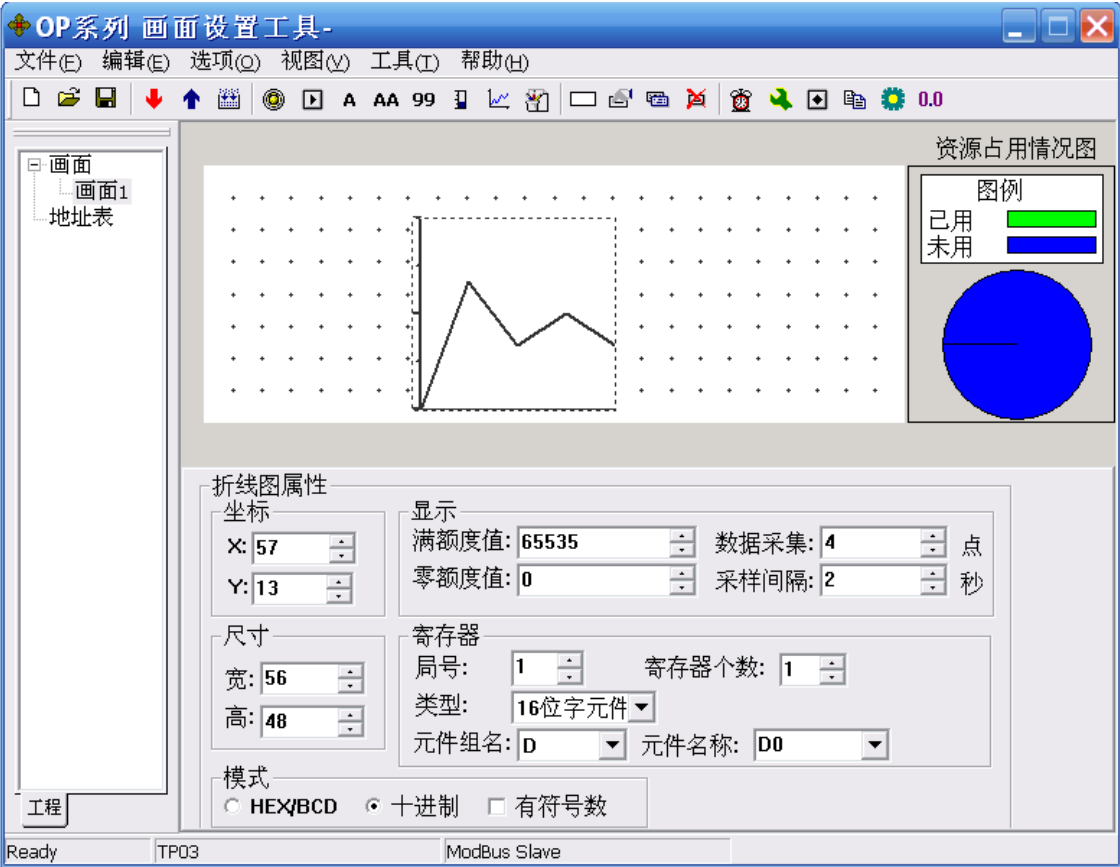 OP系列 画面设置工具-
文件(F) 编辑(E) 选项(O) 视图(V) 工具(T) 帮助(H)
A AA 99 0.0
资源占用情况图
画面
画面1
地址表
图例
已用
未用
折线图属性
坐标
X: 57
Y: 13
显示
满额度值: 65535 数据采集: 4 点
零额度值: 0 采样间隔: 2 秒
尺寸
宽: 56
高: 48
寄存器
局号: 1 寄存器个数: 1
类型: 16位字元件
元件组名: D 元件名称: D0
模式
HEX/BCD 十进制 有符号数
工程
Ready TP03 ModBus Slave